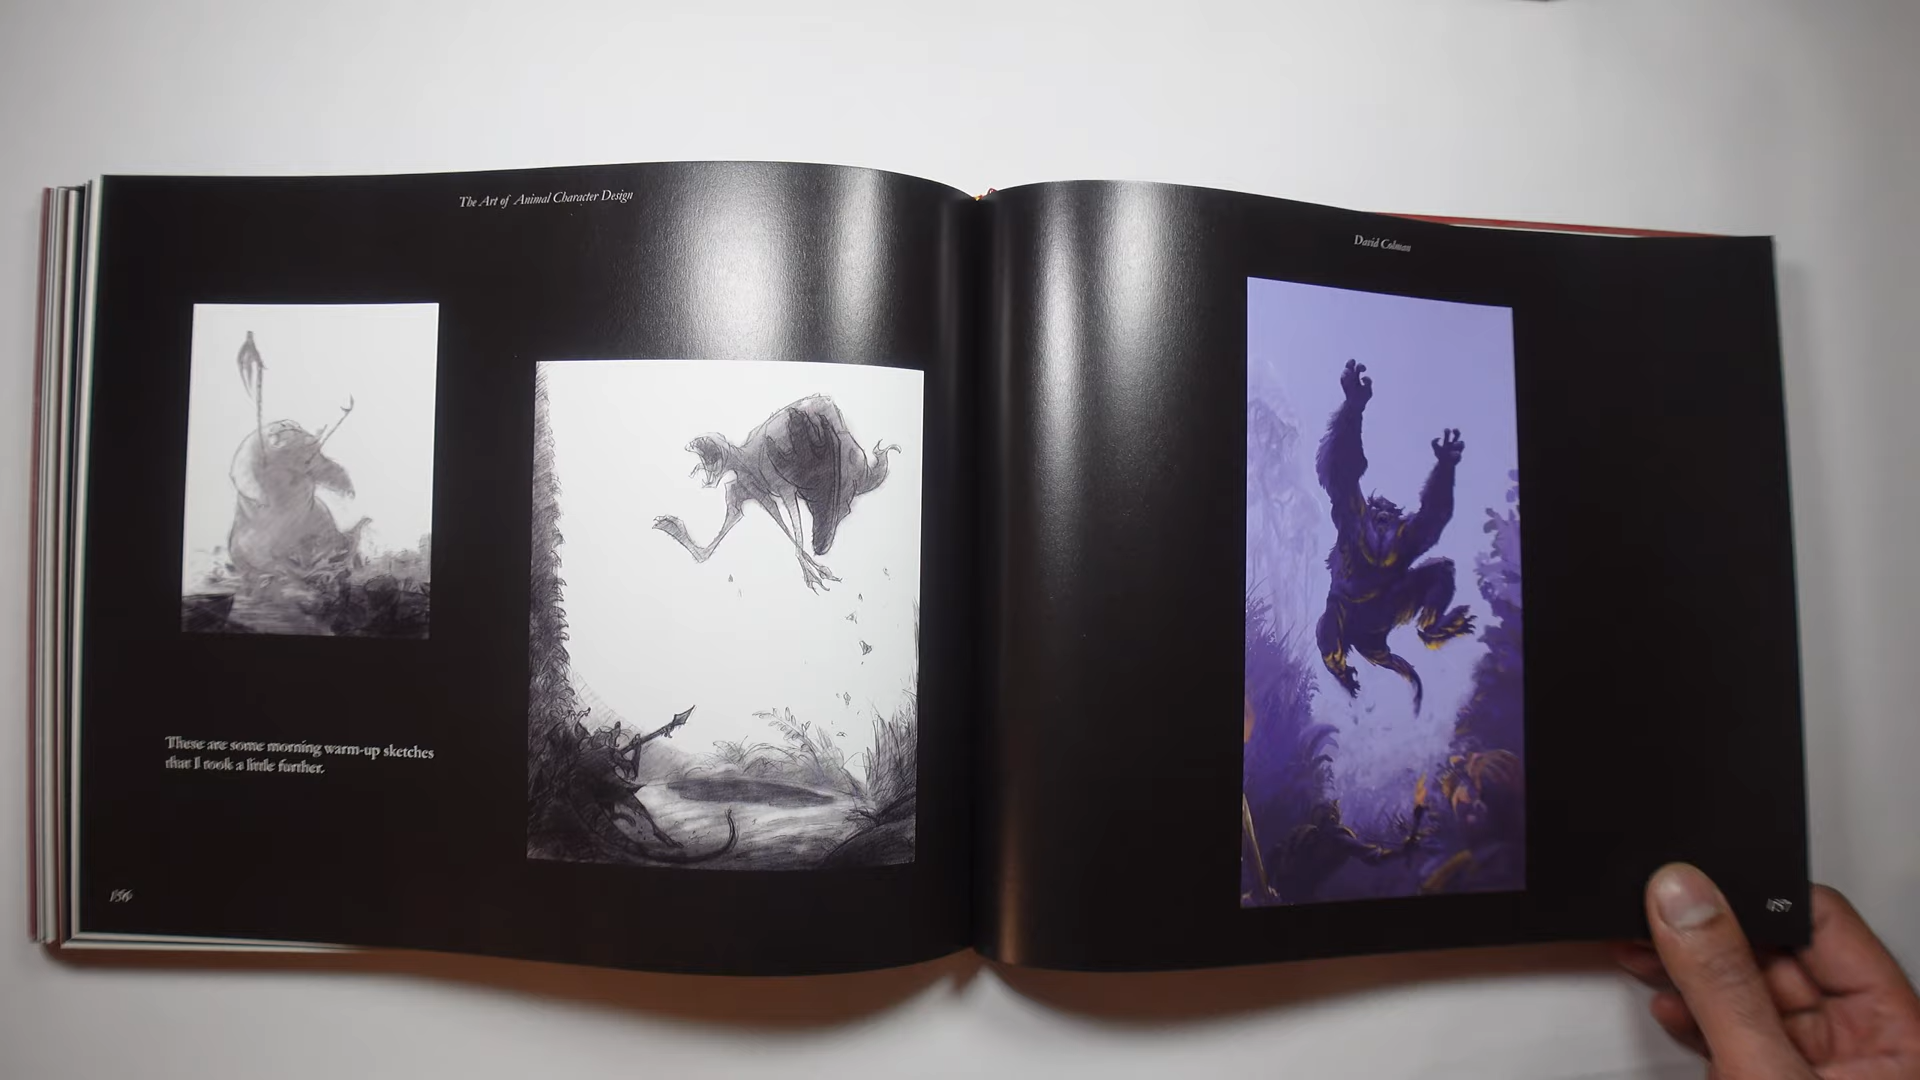 The Art of Animal Character Design
David Colman
These are some morning warm-up sketches
that I took a little further.
156
157